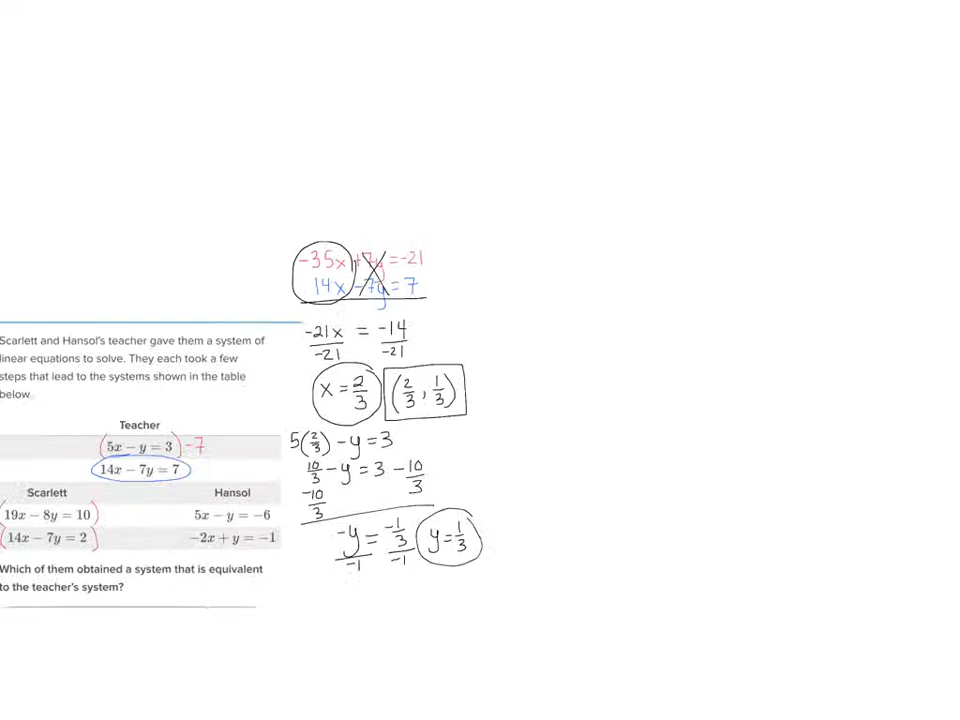 -35x+7y=-21
14x-7y=7
-21x = -14
-21 -21
x = 2/3 (2/3, 1/3)
Scarlett and Hansol's teacher gave them a system of
linear equations to solve. They each took a few
steps that lead to the systems shown in the table
below.
Teacher
(5x − y = 3) -7
14x − 7y = 7
Scarlett Hansol
(19x − 8y = 10) 5x − y = −6
(14x − 7y = 2) −2x + y = −1
Which of them obtained a system that is equivalent
to the teacher's system?
5(2/3) - y = 3
10/3 - y = 3 - 10/3
-10/3
-y = -1/3 y = 1/3
-1 -1